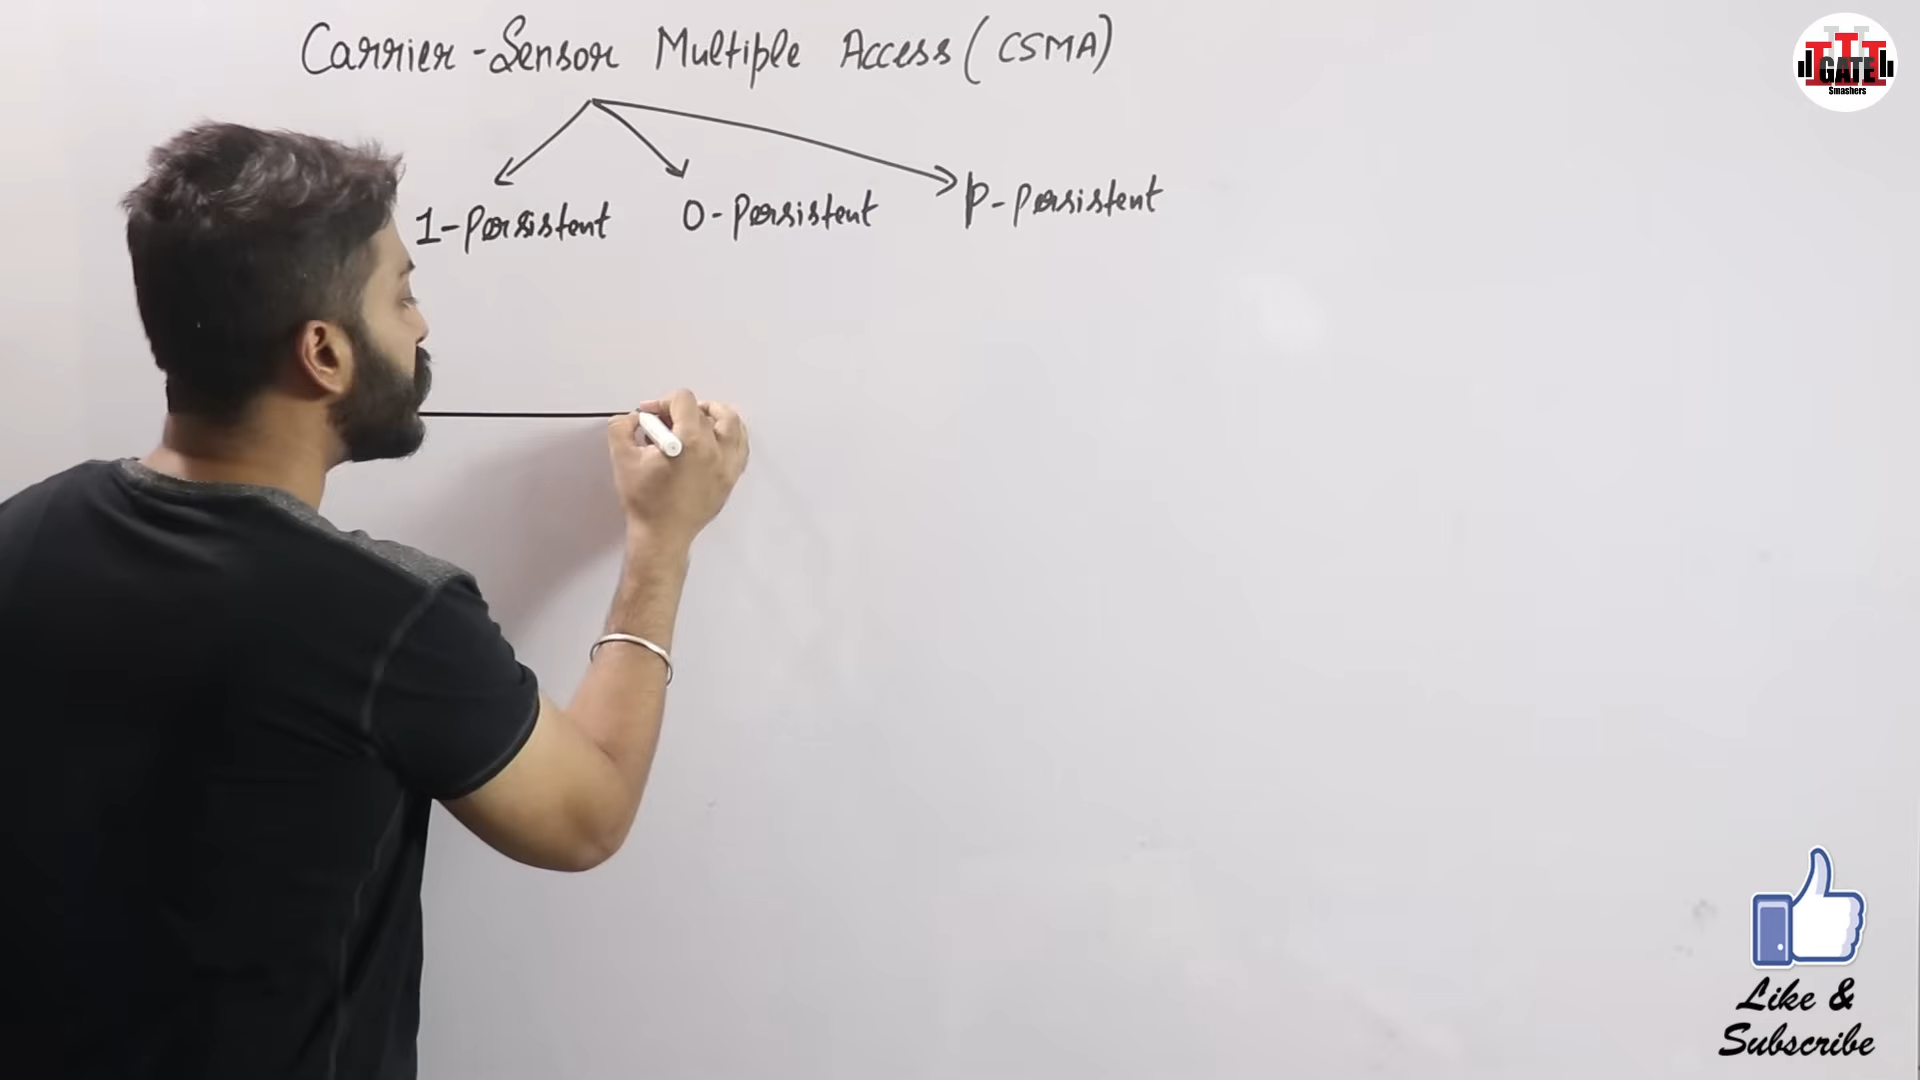 Carrier-Sensor Multiple Access (CSMA)
1-Persistent 0-Persistent P-Persistent
GATE
Smashers
Like &
Subscribe